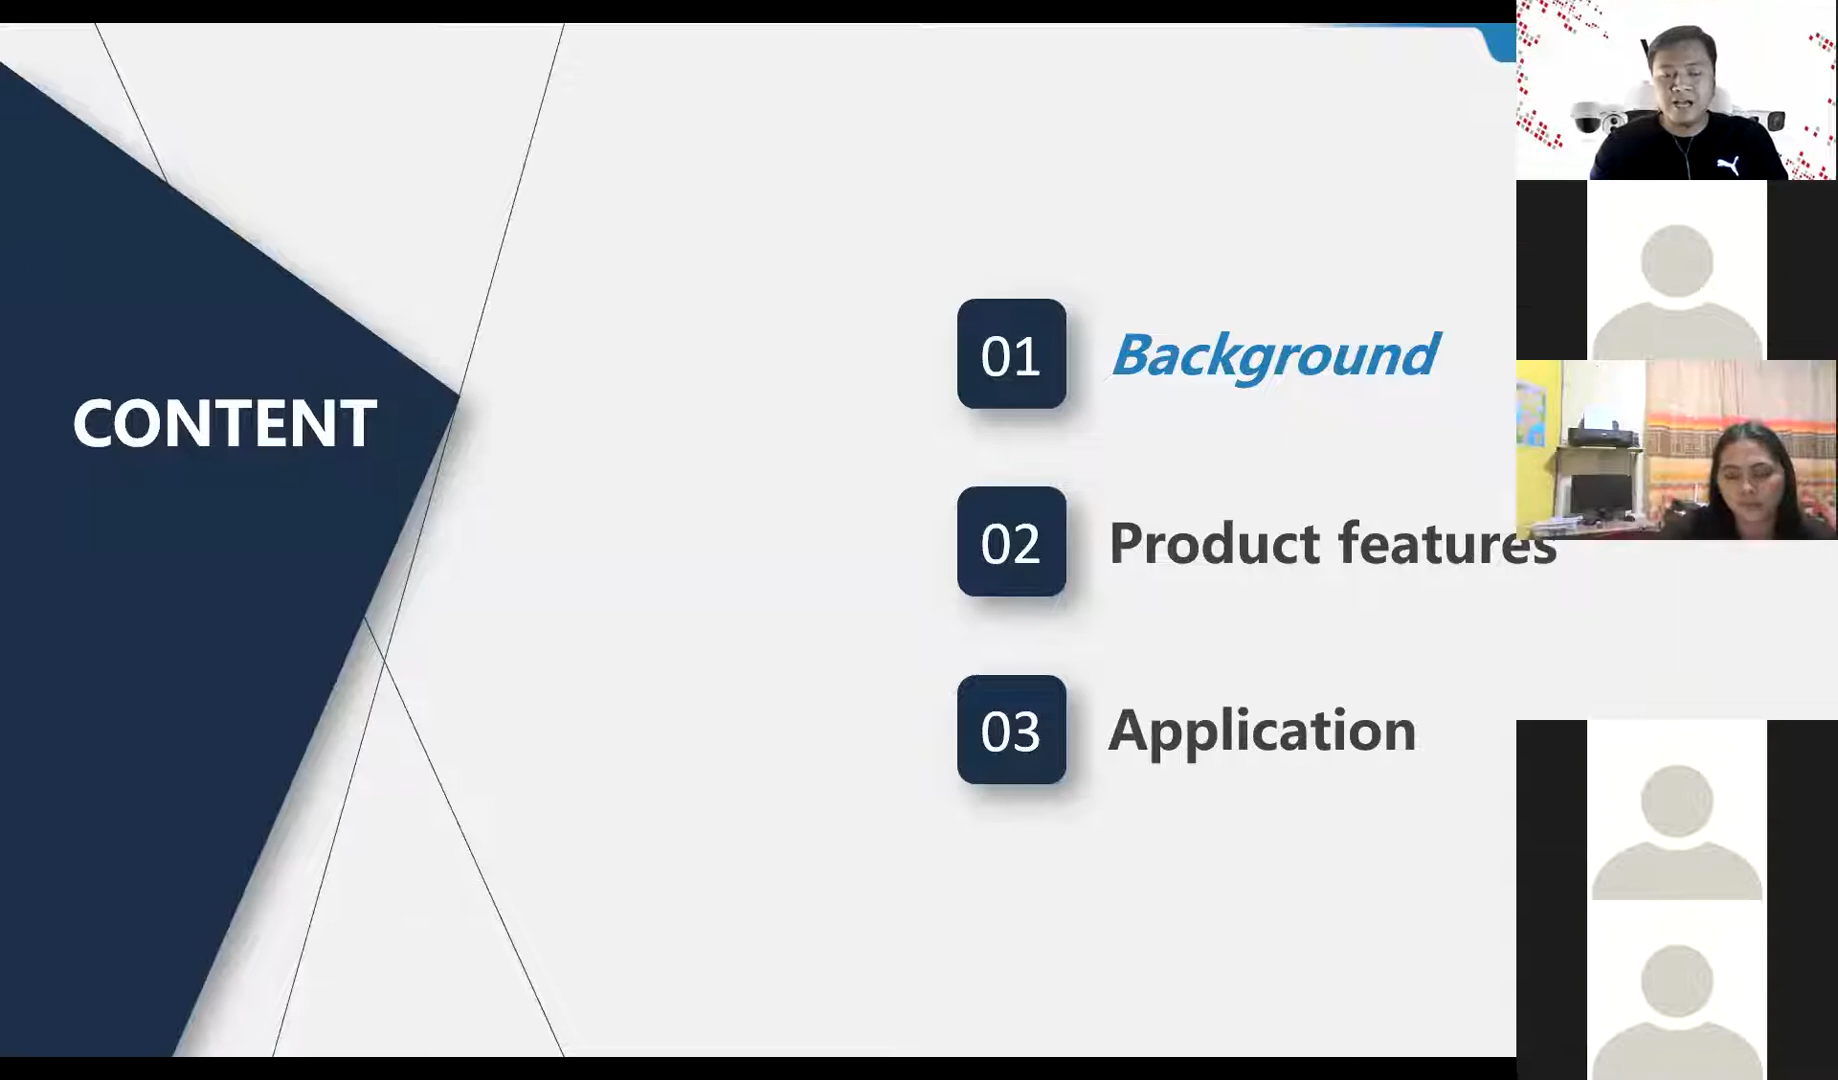 CONTENT
01 Background
02 Product features
03 Application